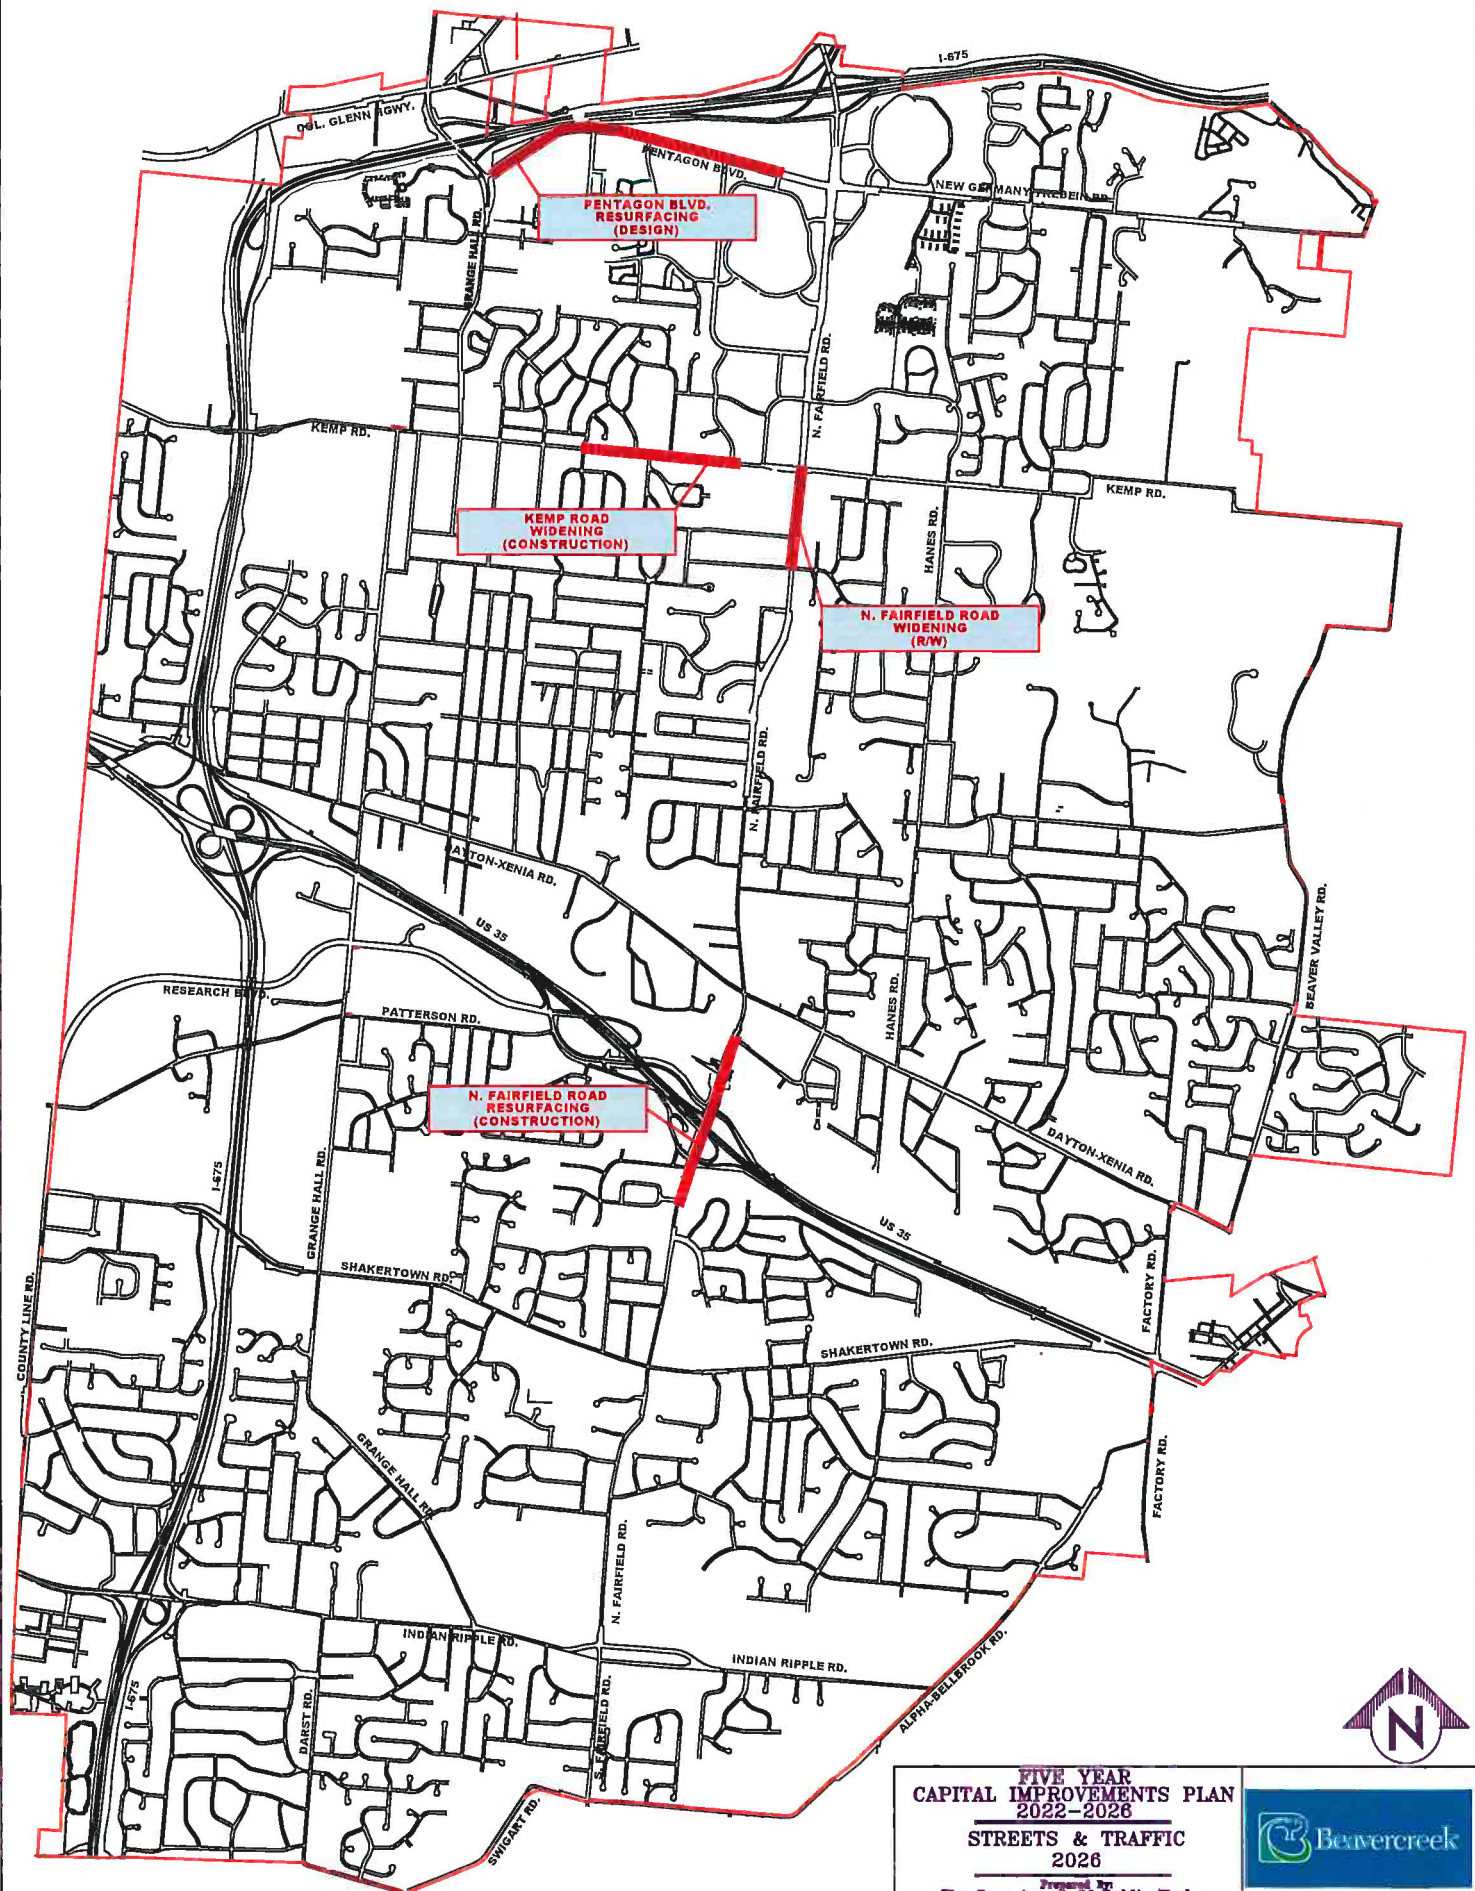 I-675
COL. GLENN HGWY.
PENTAGON BLVD.
NEW GERMANY TREBEIN RD.
PENTAGON BLVD.
RESURFACING
(DESIGN)
GRANGE HALL RD.
N. FAIRFIELD RD.
KEMP RD.
KEMP RD.
KEMP ROAD
WIDENING
(CONSTRUCTION)
HANES RD.
N. FAIRFIELD ROAD
WIDENING
(R/W)
N. FAIRFIELD RD.
DAYTON-XENIA RD.
US 35
BEAVER VALLEY RD.
RESEARCH BLVD.
PATTERSON RD.
HANES RD.
N. FAIRFIELD ROAD
RESURFACING
(CONSTRUCTION)
DAYTON-XENIA RD.
I-675
GRANGE HALL RD.
US 35
SHAKERTOWN RD.
FACTORY RD.
COUNTY LINE RD.
SHAKERTOWN RD.
GRANGE HALL RD.
FACTORY RD.
N. FAIRFIELD RD.
INDIAN RIPPLE RD.
INDIAN RIPPLE RD.
ALPHA-BELLBROOK RD.
I-675
DARST RD.
S. FAIRFIELD RD.
SWIGART RD.
N
FIVE YEAR
CAPITAL IMPROVEMENTS PLAN
2022-2026
STREETS & TRAFFIC
2026
Prepared By:
Beavercreek